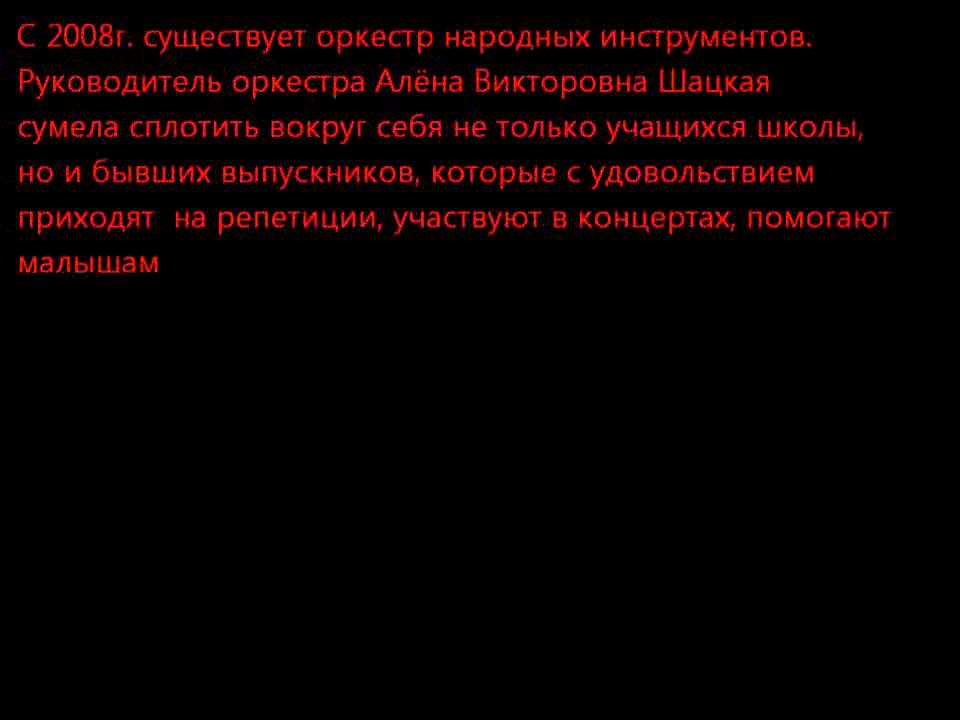 С 2008г. существует оркестр народных инструментов.
Руководитель оркестра Алёна Викторовна Шацкая
сумела сплотить вокруг себя не только учащихся школы,
но и бывших выпускников, которые с удовольствием
приходят  на репетиции, участвуют в концертах, помогают
малышам